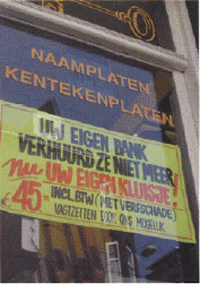 NAAMPLATEN
KENTEKENPLATEN
UW EIGEN BANK
VERHUURD ZE NIET MEER
nu UW EIGEN KLUISJE!
€45= INCL. BTW (MET VERFSCHADE)
VASTZETTEN DOOR ONS MOGELIJK